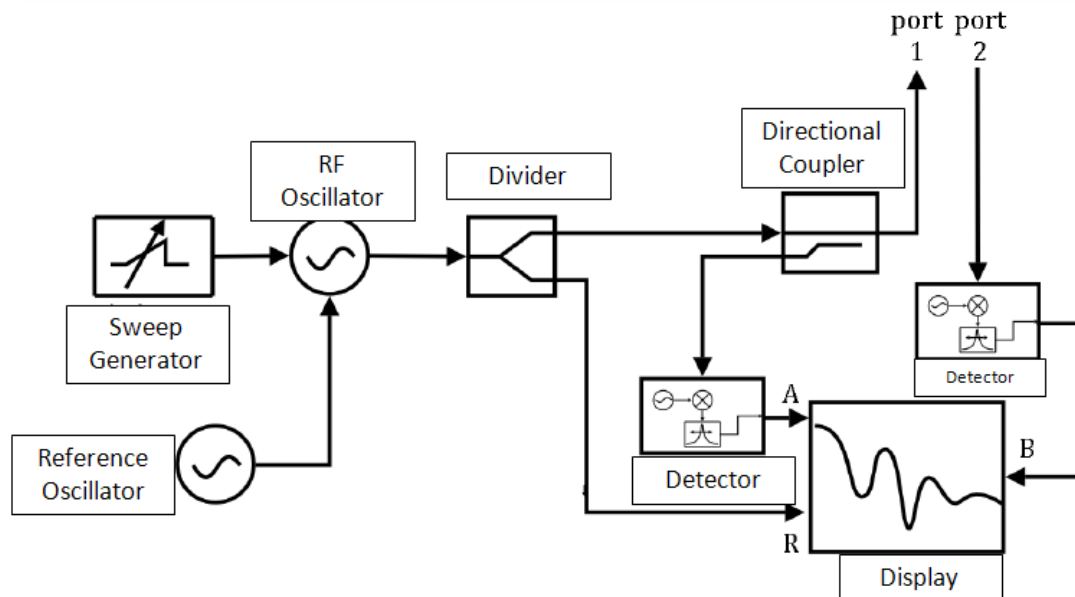 port port
1 2
Directional
Coupler
RF
Oscillator
Divider
Sweep
Generator
Detector
A
Reference
Oscillator
Detector
B
R
Display